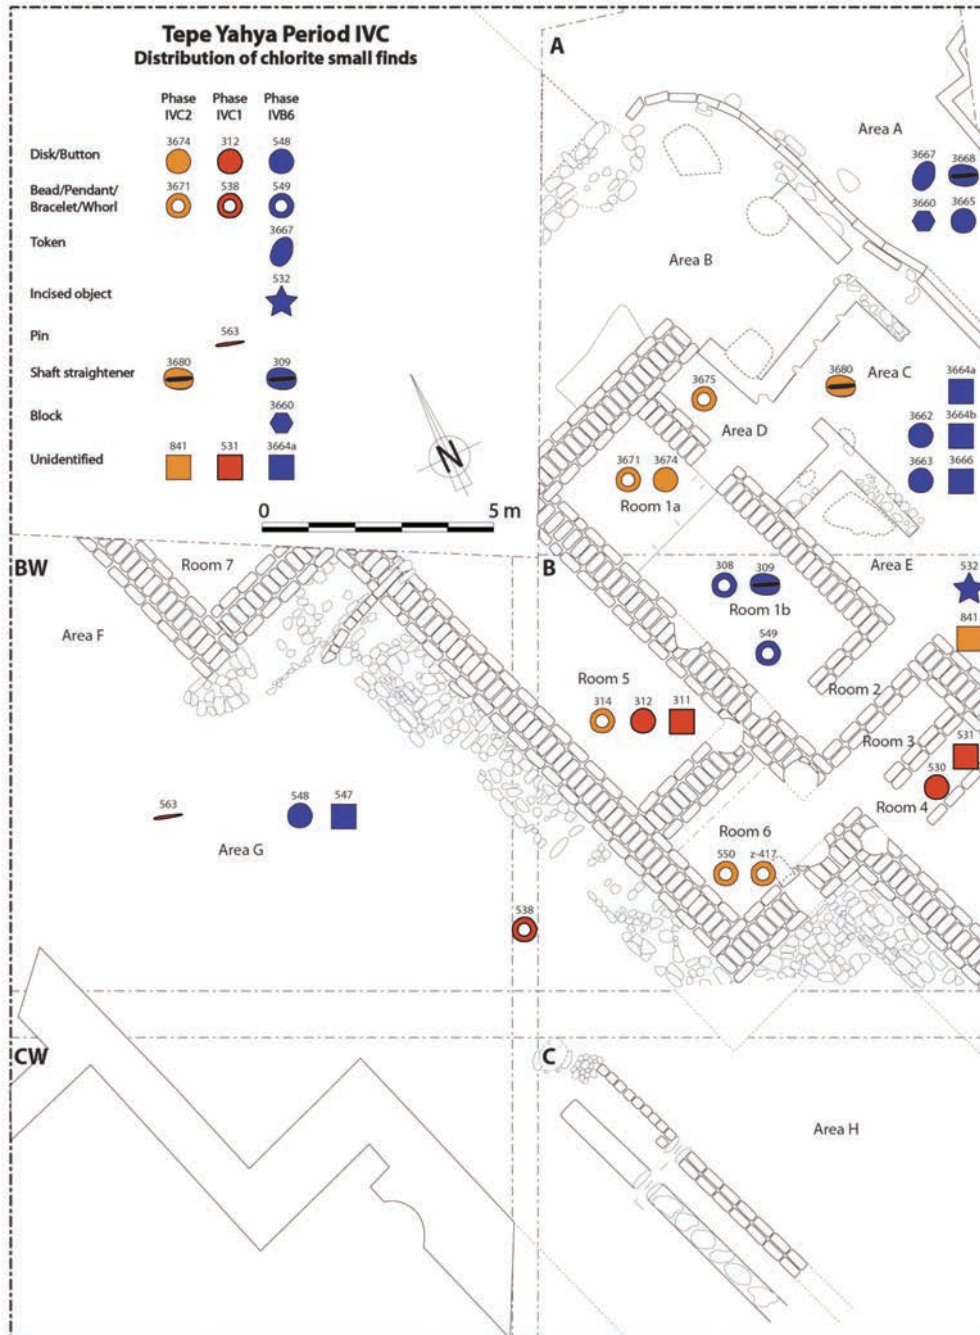 Tepe Yahya Period IVC
Distribution of chlorite small finds
Phase IVC2
Phase IVC1
Phase IVB6
Disk/Button
3674
312
548
Bead/Pendant/
Bracelet/Whorl
3671
538
549
Token
3667
Incised object
532
Pin
563
Shaft straightener
3680
309
Block
3660
Unidentified
841
531
3664a
N
0
5 m
A
Area A
3667
3668
3660
3665
Area B
Area C
3680
3664a
3675
Area D
3662
3664b
3671
3674
3663
3666
Room 1a
BW
Room 7
B
Area E
532
308
309
Room 1b
841
Area F
549
Room 5
Room 2
314
312
311
Room 3
531
530
Room 4
563
548
547
Area G
Room 6
550
z-417
538
CW
C
Area H